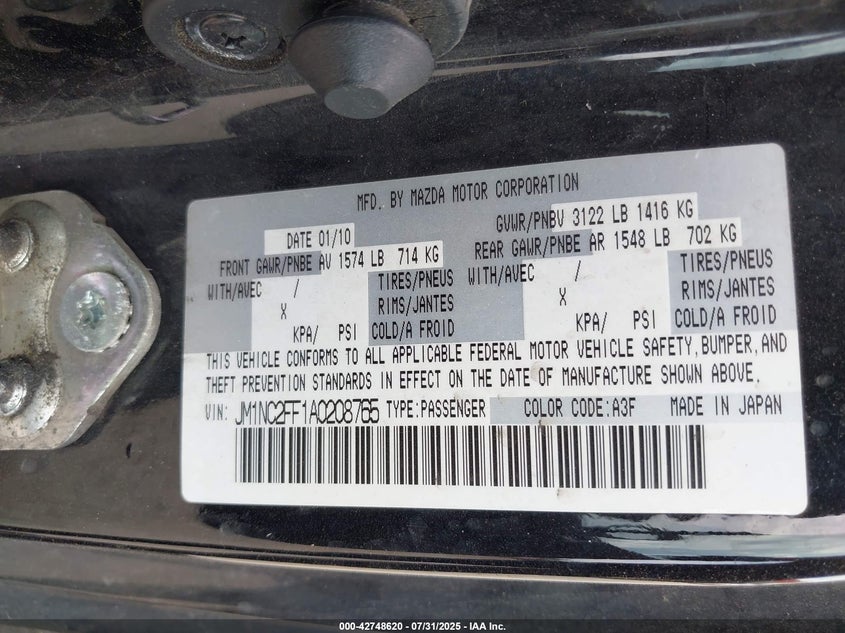 MFD. BY MAZDA MOTOR CORPORATION
DATE 01/10 GVWR/PNBV 3122 LB 1416 KG
FRONT GAWR/PNBE AV 1574 LB 714 KG REAR GAWR/PNBE AR 1548 LB 702 KG
WITH/AVEC / TIRES/PNEUS WITH/AVEC / TIRES/PNEUS
X RIMS/JANTES X RIMS/JANTES
KPA/ PSI COLD/A FROID KPA/ PSI COLD/A FROID
THIS VEHICLE CONFORMS TO ALL APPLICABLE FEDERAL MOTOR VEHICLE SAFETY, BUMPER, AND
THEFT PREVENTION STANDARDS IN EFFECT ON THE DATE OF MANUFACTURE SHOWN ABOVE.
VIN: JM1NC2FF1A0208765 TYPE:PASSENGER COLOR CODE: A3F MADE IN JAPAN
000-42748620 - 07/31/2025 - IAA Inc.